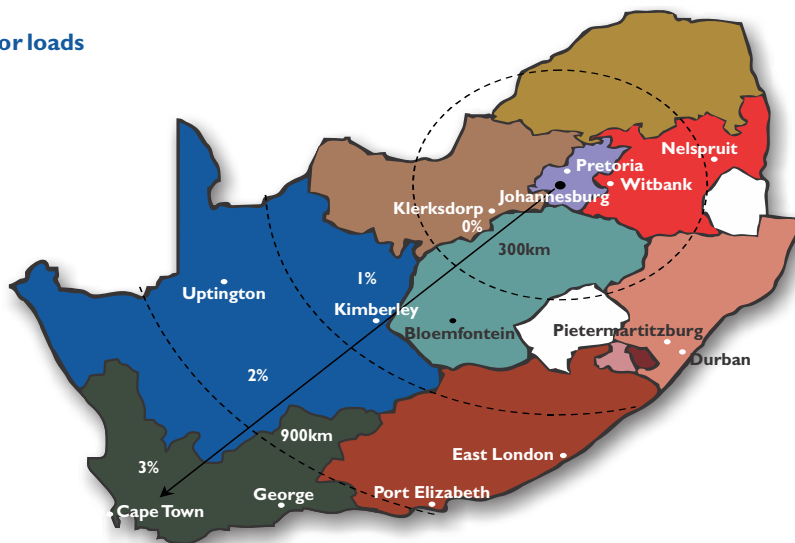 or loads
Nelspruit
Pretoria
Witbank
Johannesburg
Klerksdorp
0%
300km
1%
Uptington
Kimberley
Bloemfontein
Pietermartitzburg
Durban
2%
900km
East London
3%
George
Port Elizabeth
Cape Town